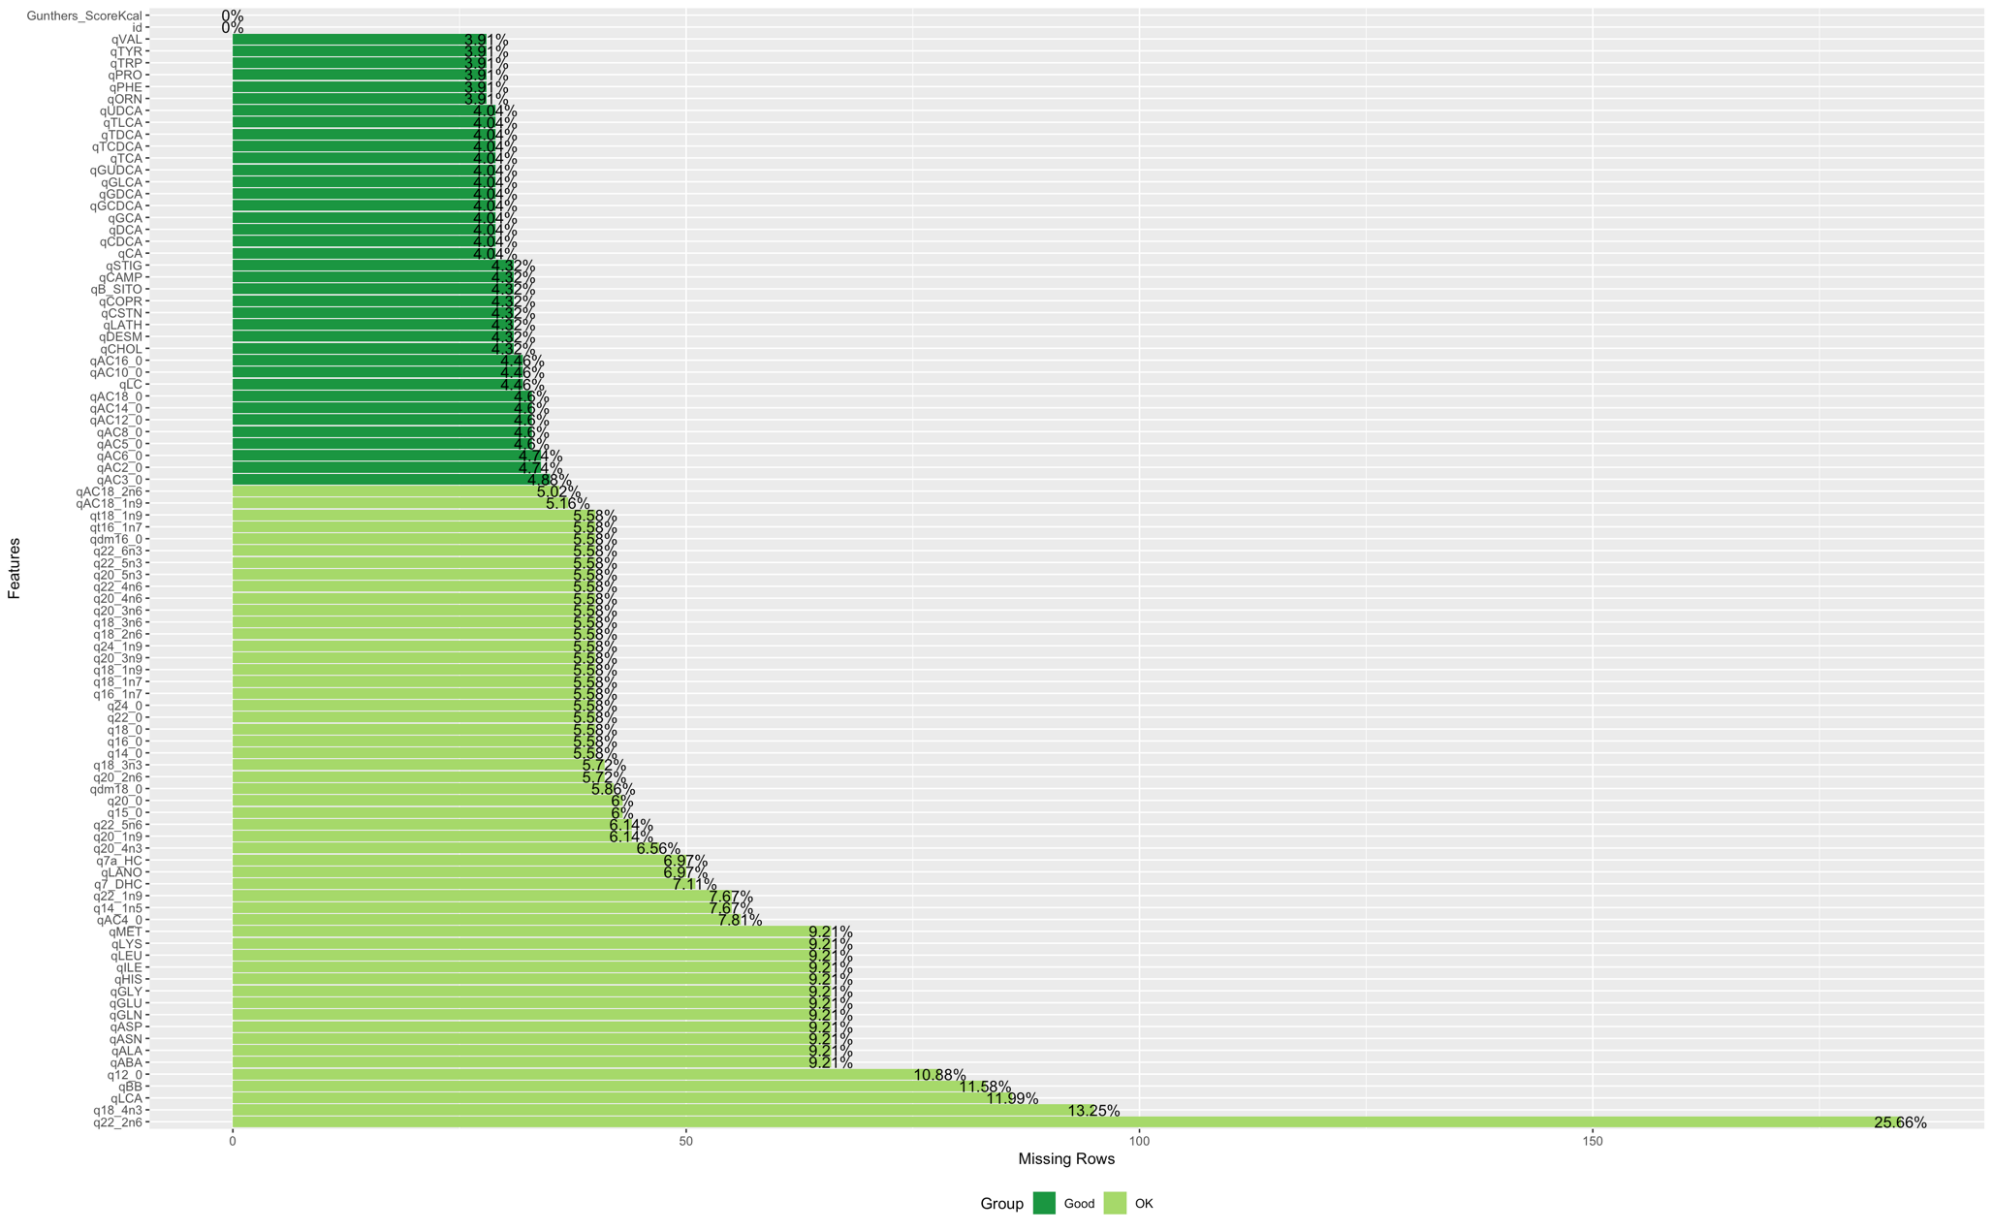 Gunthers_ScoreKcal 0%
id 0%
qVAL 3.91%
qTYR 3.91%
qTRP 3.91%
qPRO 3.91%
qPHE 3.91%
qORN 3.91%
qUDCA 4.04%
qTLCA 4.04%
qTDCA 4.04%
qTCDCA 4.04%
qTCA 4.04%
qGUDCA 4.04%
qGLCA 4.04%
qGDCA 4.04%
qGCDCA 4.04%
qGCA 4.04%
qDCA 4.04%
qCDCA 4.04%
qCA 4.04%
qSTIG 4.32%
qCAMP 4.32%
qB_SITO 4.32%
qCOPR 4.32%
qCSTN 4.32%
qLATH 4.32%
qDESM 4.32%
qCHOL 4.32%
qAC16_0 4.46%
qAC10_0 4.46%
qLC 4.46%
qAC18_0 4.6%
qAC14_0 4.6%
qAC12_0 4.6%
qAC8_0 4.6%
qAC5_0 4.6%
qAC6_0 4.74%
qAC2_0 4.74%
qAC3_0 4.88%
qAC18_2n6 5.02%
qAC18_1n9 5.16%
qt18_1n9 5.58%
qt16_1n7 5.58%
qdm16_0 5.58%
q22_6n3 5.58%
q22_5n3 5.58%
q20_5n3 5.58%
q22_4n6 5.58%
q20_4n6 5.58%
q20_3n6 5.58%
q18_3n6 5.58%
q18_2n6 5.58%
q24_1n9 5.58%
q20_3n9 5.58%
q18_1n9 5.58%
q18_1n7 5.58%
q16_1n7 5.58%
q24_0 5.58%
q22_0 5.58%
q18_0 5.58%
q16_0 5.58%
q14_0 5.58%
q18_3n3 5.72%
q20_2n6 5.72%
qdm18_0 5.86%
q20_0 6%
q15_0 6%
q22_5n6 6.14%
q20_1n9 6.14%
q20_4n3 6.56%
q7a_HC 6.97%
qLANO 6.97%
q7_DHC 7.11%
q22_1n9 7.67%
q14_1n5 7.67%
qAC4_0 7.81%
qMET 9.21%
qLYS 9.21%
qLEU 9.21%
qILE 9.21%
qHIS 9.21%
qGLY 9.21%
qGLU 9.21%
qGLN 9.21%
qASP 9.21%
qASN 9.21%
qALA 9.21%
qABA 9.21%
q12_0 10.88%
qBB 11.58%
qLCA 11.99%
q18_4n3 13.25%
q22_2n6 25.66%
Features
0 50 100 150
Missing Rows
Group Good OK